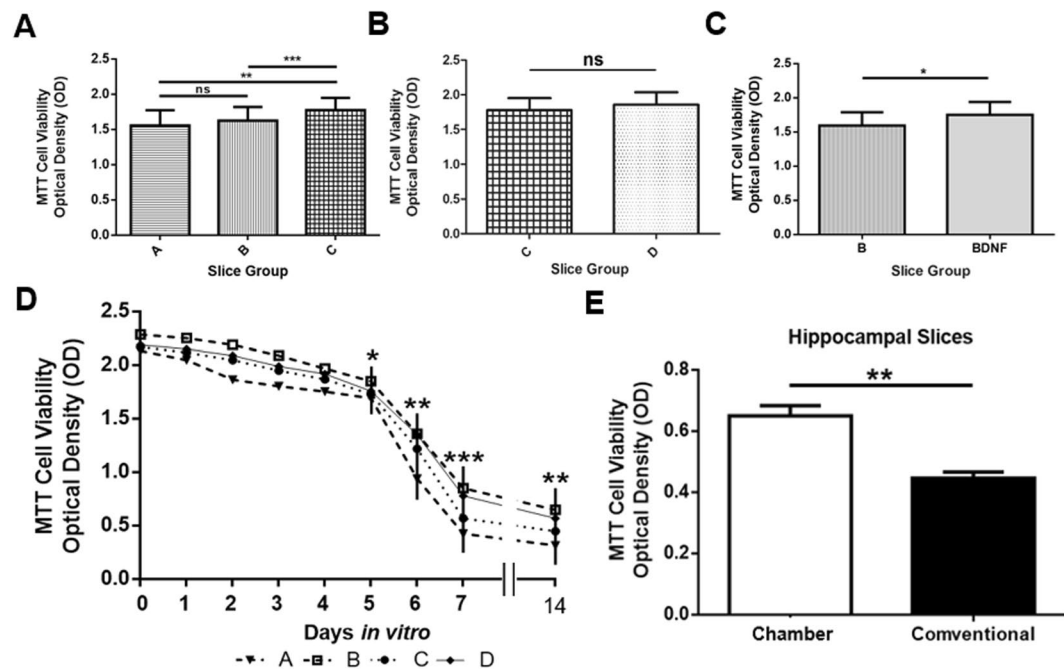 A
MTT Cell Viability
Optical Density (OD)
2.5
2.0
1.5
1.0
0.5
0.0
***
**
ns
A
B
C
Slice Group
B
MTT Cell Viability
Optical Density (OD)
2.5
2.0
1.5
1.0
0.5
0.0
ns
C
D
Slice Group
C
MTT Cell Viability
Optical Density (OD)
2.5
2.0
1.5
1.0
0.5
0.0
*
B
BDNF
Slice Group
D
MTT Cell Viability
Optical Density (OD)
2.5
2.0
1.5
1.0
0.5
0.0
*
**
***
**
0 1 2 3 4 5 6 7 14
Days in vitro
A B C D
E
Hippocampal Slices
MTT Cell Viability
Optical Density (OD)
0.8
0.6
0.4
0.2
0.0
**
Chamber
Comventional